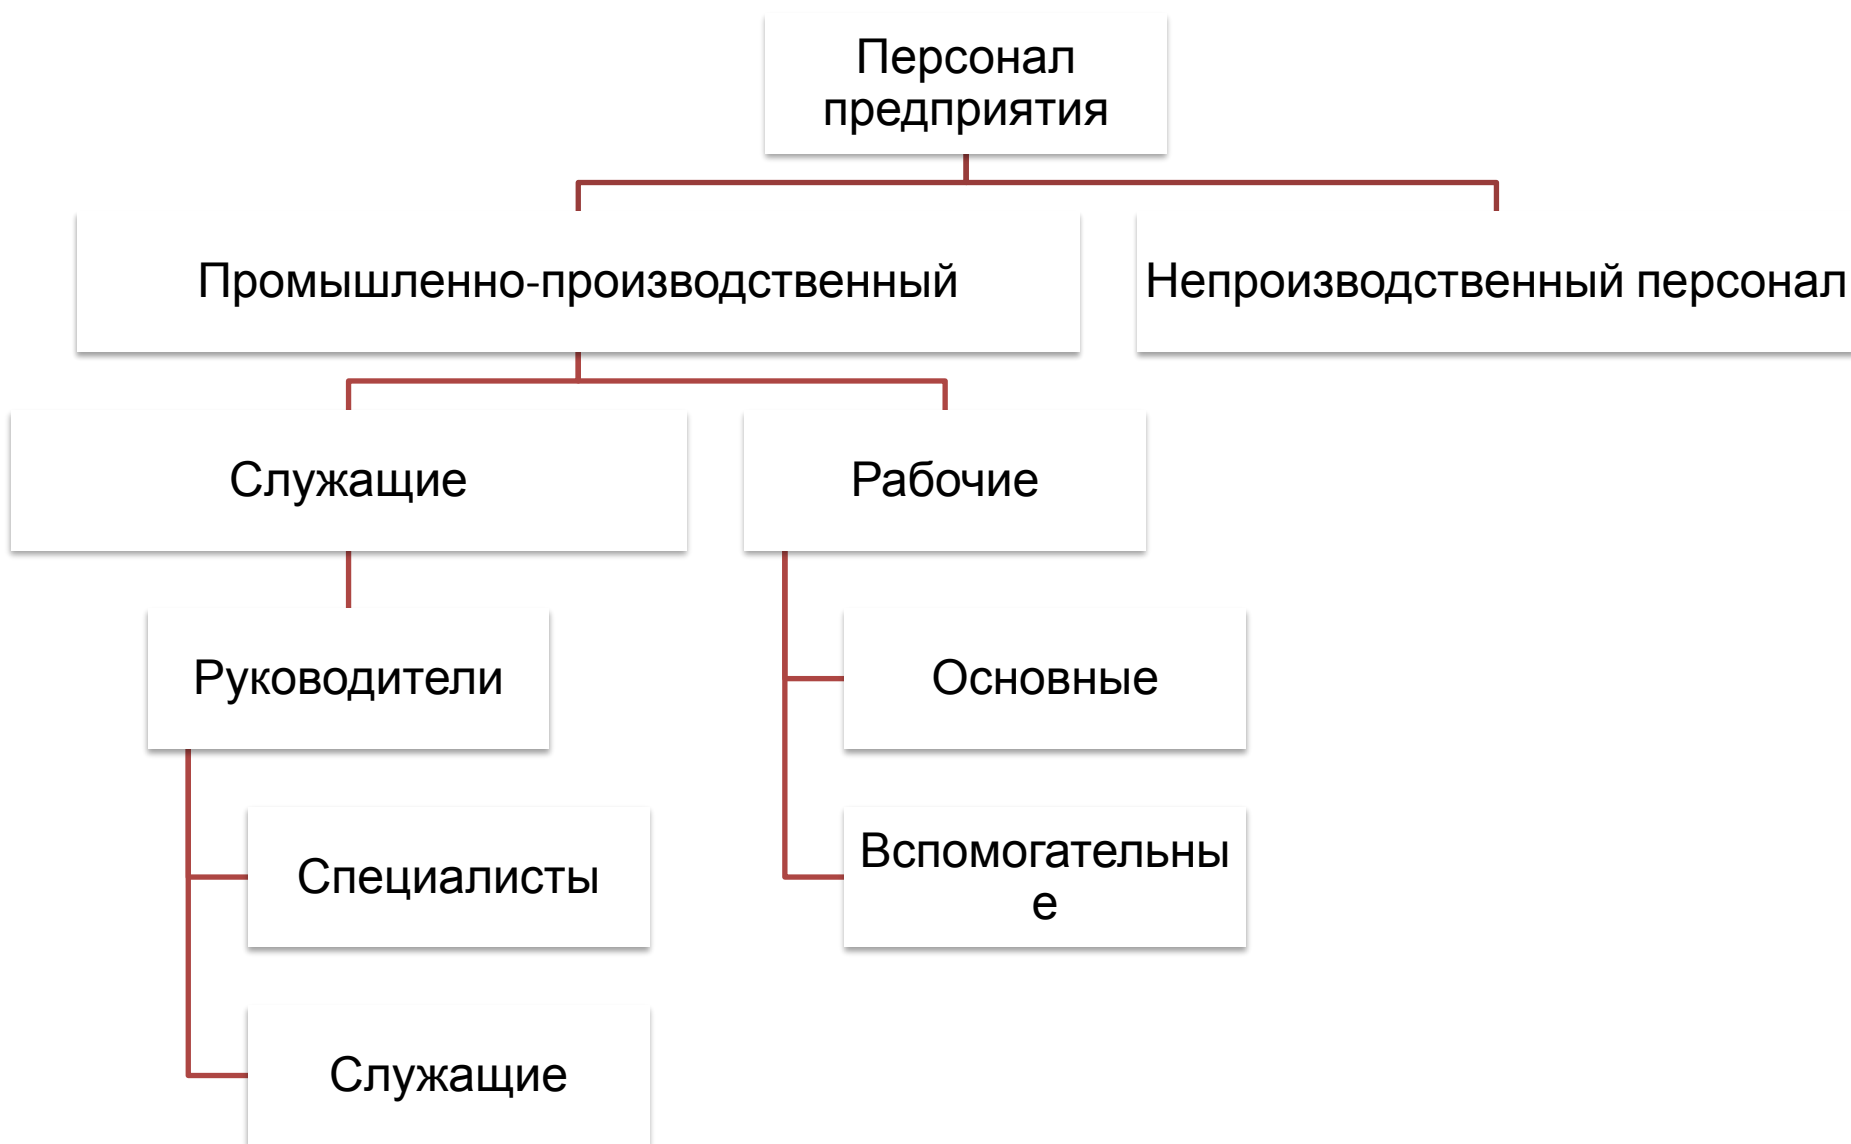 Персонал
предприятия
Промышленно-производственный
Непроизводственный персонал
Служащие
Рабочие
Руководители
Основные
Специалисты
Вспомогательны
е
Служащие